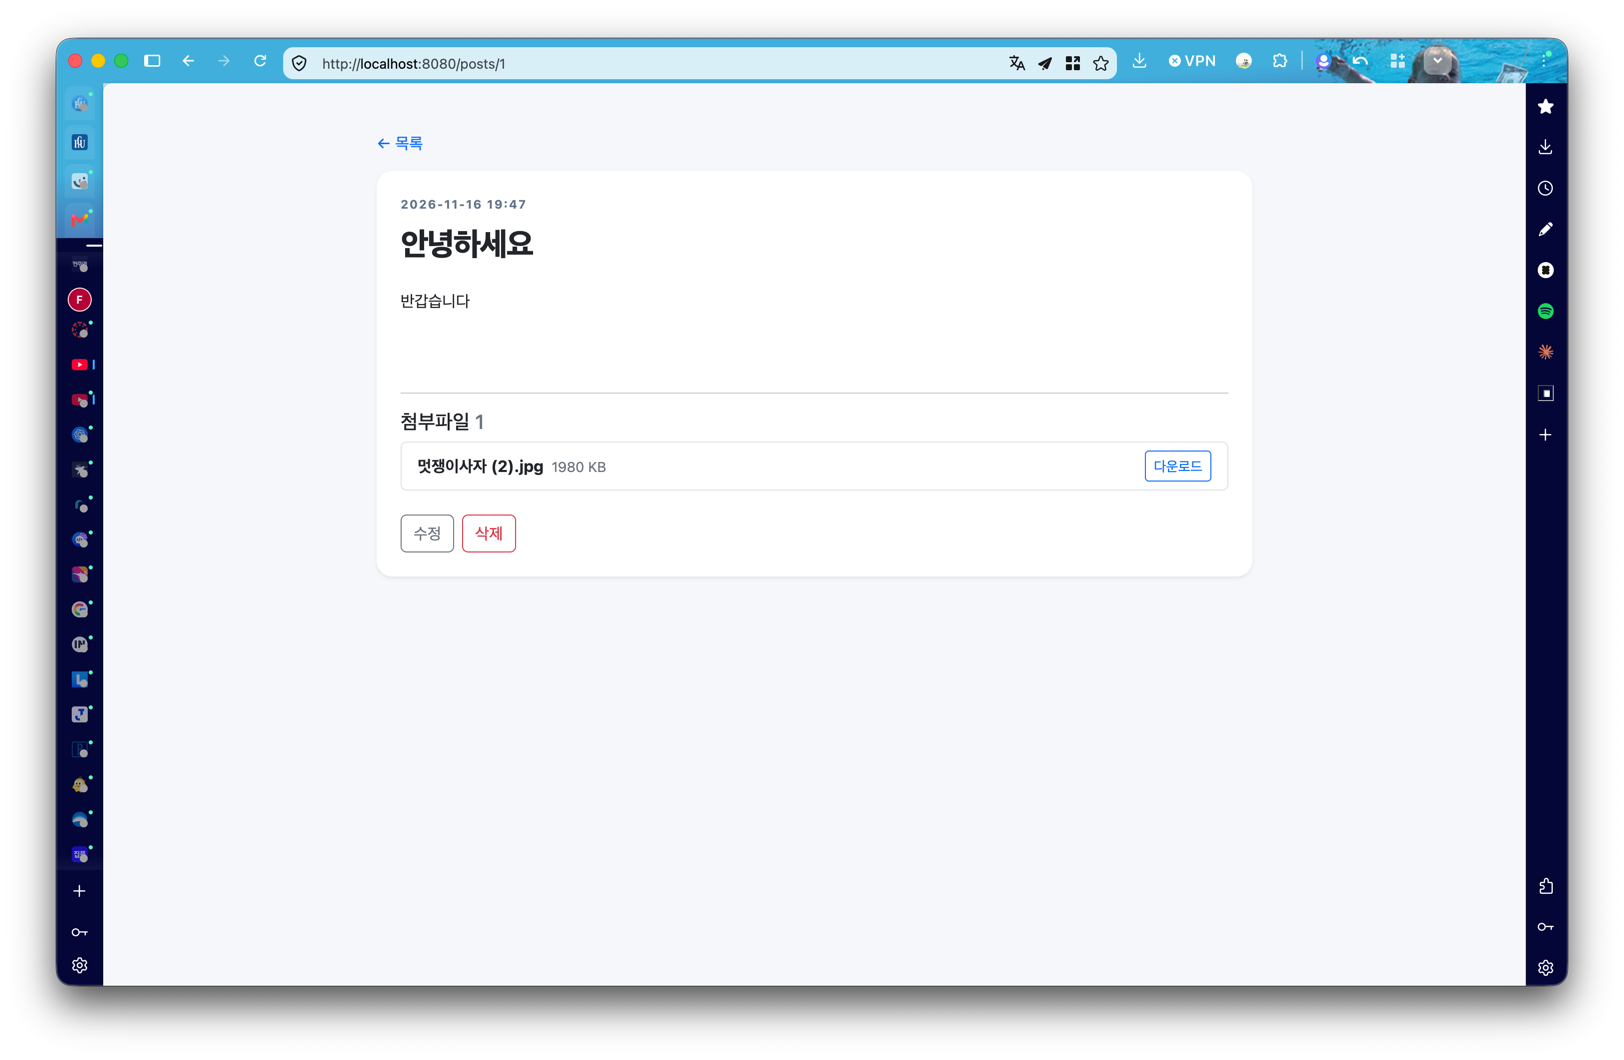 http://localhost:8080/posts/1
VPN
← 목록
2026-11-16 19:47
안녕하세요
반갑습니다
첨부파일 1
멋쟁이사자 (2).jpg 1980 KB
다운로드
수정 삭제
F